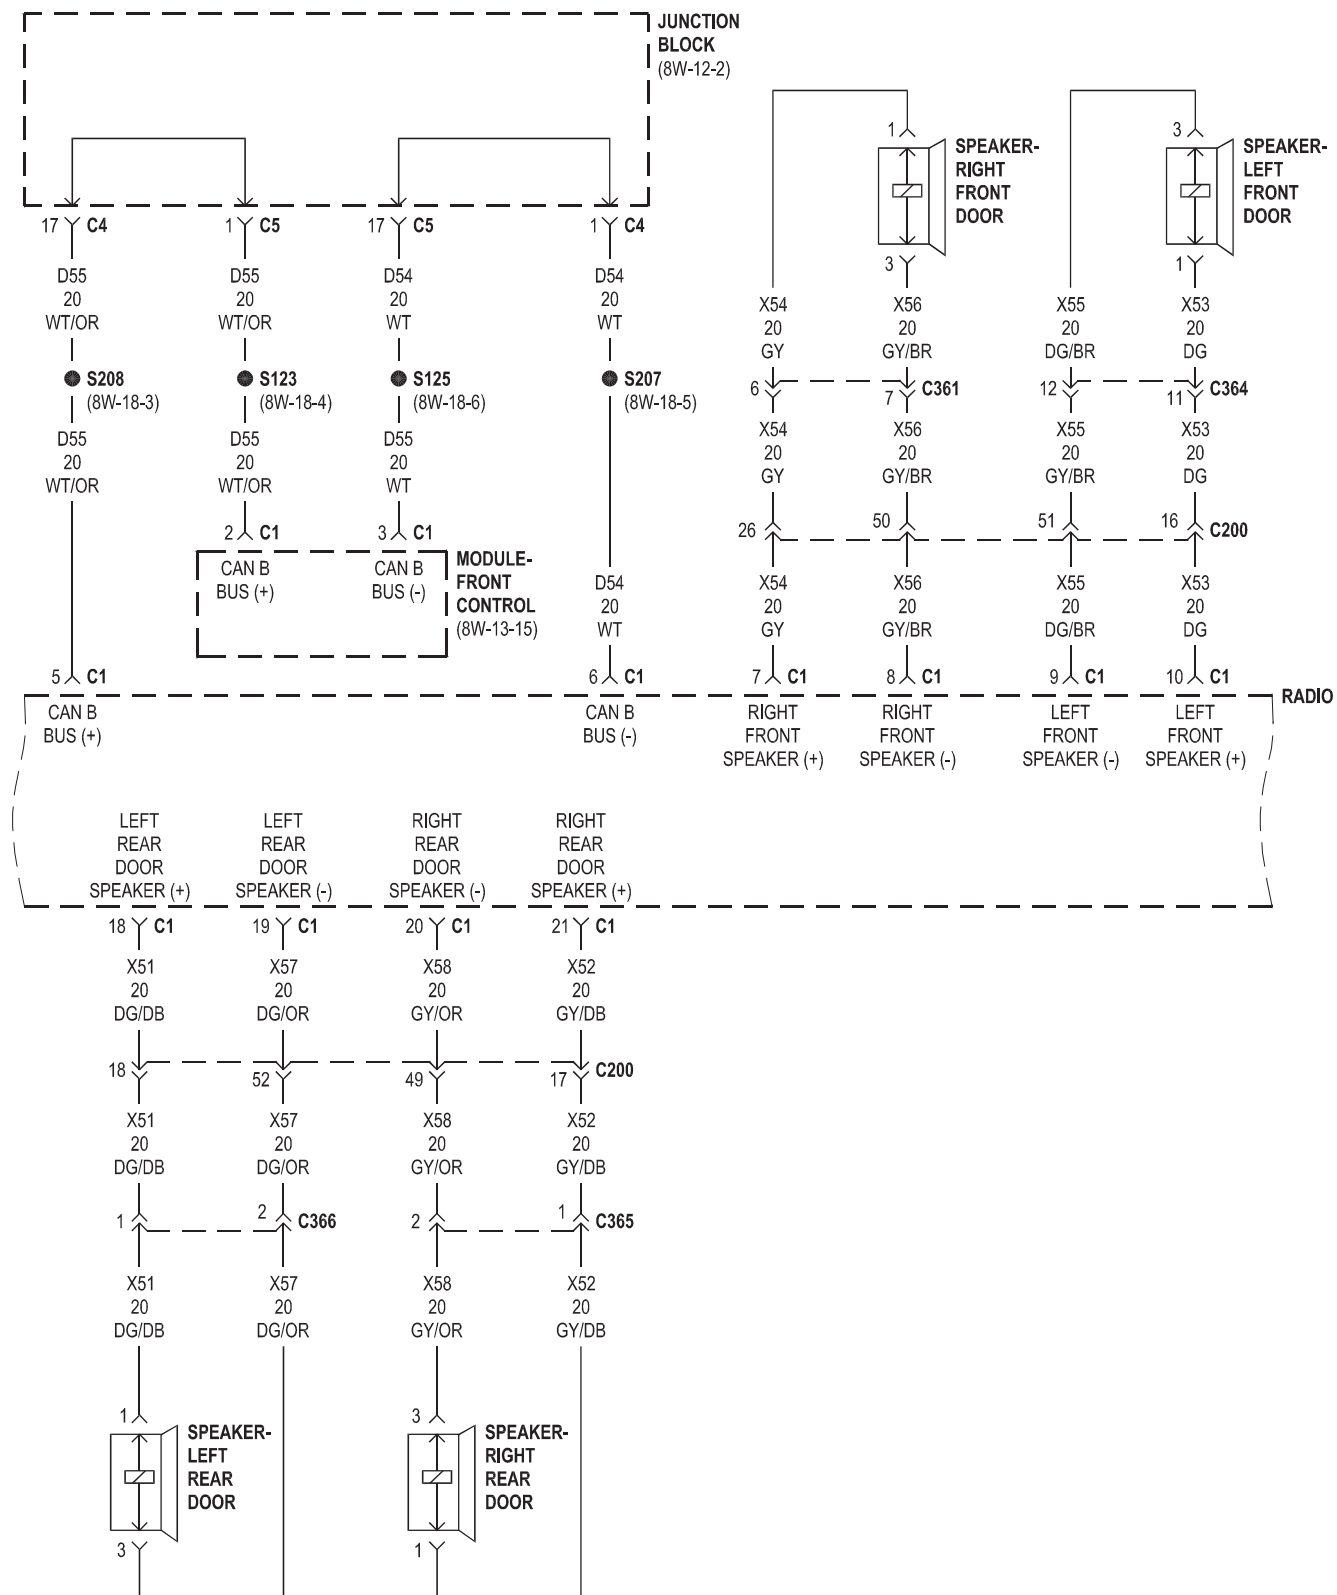 JUNCTION
BLOCK
(8W-12-2)
17 C4
1 C5
17 C5
1 C4
D55
20
WT/OR
D55
20
WT/OR
D54
20
WT
D54
20
WT
S208
(8W-18-3)
S123
(8W-18-4)
S125
(8W-18-6)
S207
(8W-18-5)
D55
20
WT/OR
D55
20
WT/OR
D54
20
WT
2 C1
3 C1
CAN B
BUS (+)
CAN B
BUS (-)
MODULE-
FRONT
CONTROL
(8W-13-15)
D54
20
WT
5 C1
6 C1
1
SPEAKER-
RIGHT
FRONT
DOOR
3
3
SPEAKER-
LEFT
FRONT
DOOR
1
X54
20
GY
X56
20
GY/BR
X55
20
DG/BR
X53
20
DG
6
7
C361
12
11
C364
X54
20
GY
X56
20
GY/BR
X55
20
GY/BR
X53
20
DG
26
50
51
16
C200
X54
20
GY
X56
20
GY/BR
X55
20
DG/BR
X53
20
DG
7 C1
8 C1
9 C1
10 C1
RADIO
CAN B
BUS (+)
CAN B
BUS (-)
RIGHT
FRONT
SPEAKER (+)
RIGHT
FRONT
SPEAKER (-)
LEFT
FRONT
SPEAKER (-)
LEFT
FRONT
SPEAKER (+)
LEFT
REAR
DOOR
SPEAKER (+)
LEFT
REAR
DOOR
SPEAKER (-)
RIGHT
REAR
DOOR
SPEAKER (-)
RIGHT
REAR
DOOR
SPEAKER (+)
18 C1
19 C1
20 C1
21 C1
X51
20
DG/DB
X57
20
DG/OR
X58
20
GY/OR
X52
20
GY/DB
18
52
49
17
C200
X51
20
DG/DB
X57
20
DG/OR
X58
20
GY/OR
X52
20
GY/DB
1
2
C366
2
1
C365
X51
20
DG/DB
X57
20
DG/OR
X58
20
GY/OR
X52
20
GY/DB
1
SPEAKER-
LEFT
REAR
DOOR
3
3
SPEAKER-
RIGHT
REAR
DOOR
1